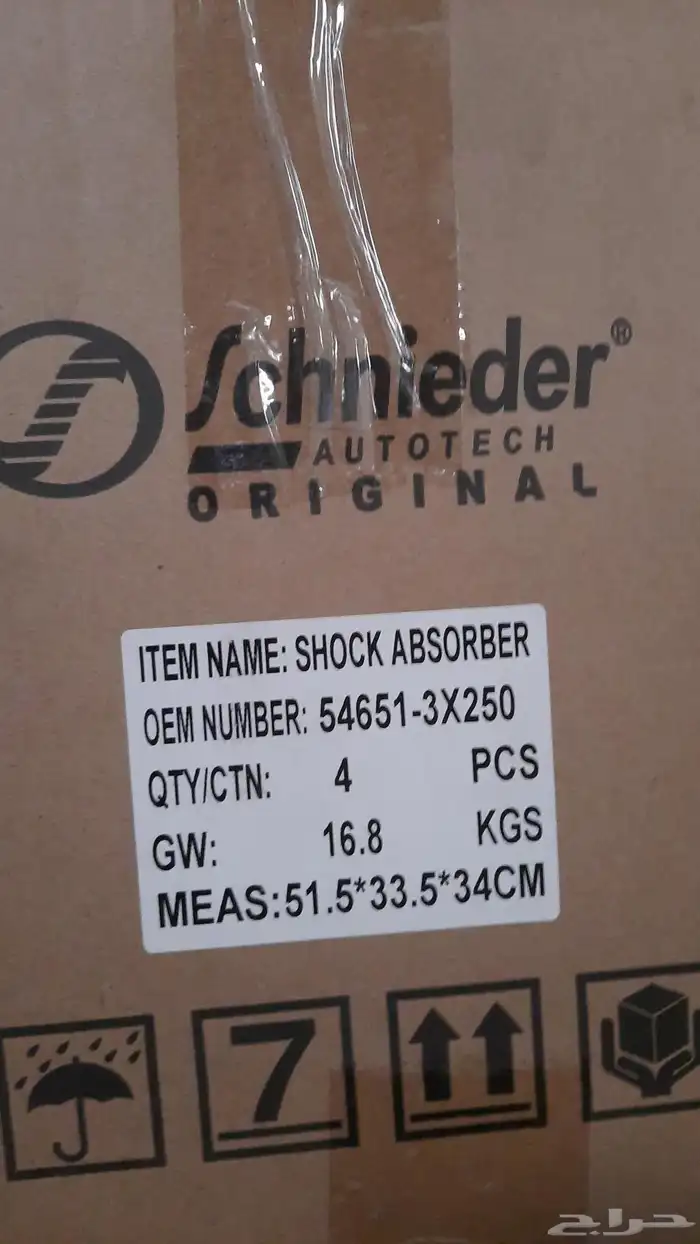 Schnieder®
AUTOTECH
ORIGINAL
ITEM NAME: SHOCK ABSORBER
OEM NUMBER: 54651-3X250
QTY/CTN: 4 PCS
GW: 16.8 KGS
MEAS:51.5*33.5*34CM
7
حراج